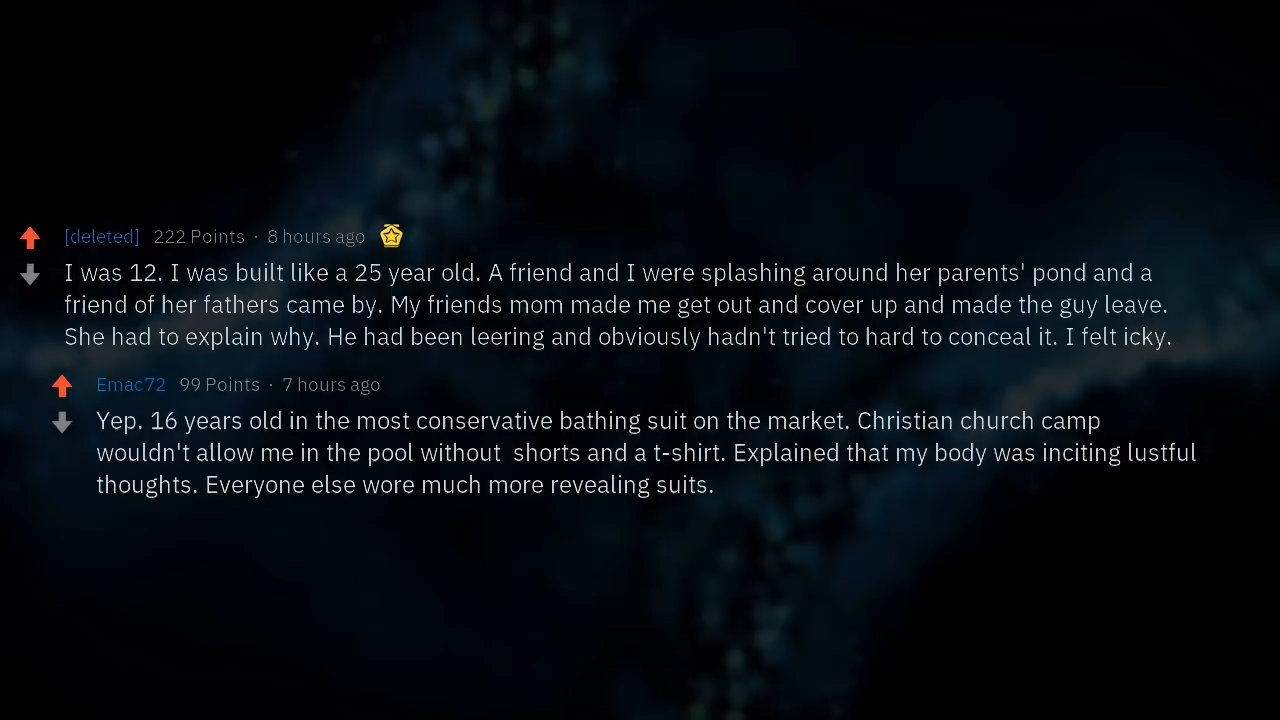 [deleted] 222 Points · 8 hours ago
I was 12. I was built like a 25 year old. A friend and I were splashing around her parents' pond and a
friend of her fathers came by. My friends mom made me get out and cover up and made the guy leave.
She had to explain why. He had been leering and obviously hadn't tried to hard to conceal it. I felt icky.
Emac72 99 Points · 7 hours ago
Yep. 16 years old in the most conservative bathing suit on the market. Christian church camp
wouldn't allow me in the pool without  shorts and a t-shirt. Explained that my body was inciting lustful
thoughts. Everyone else wore much more revealing suits.